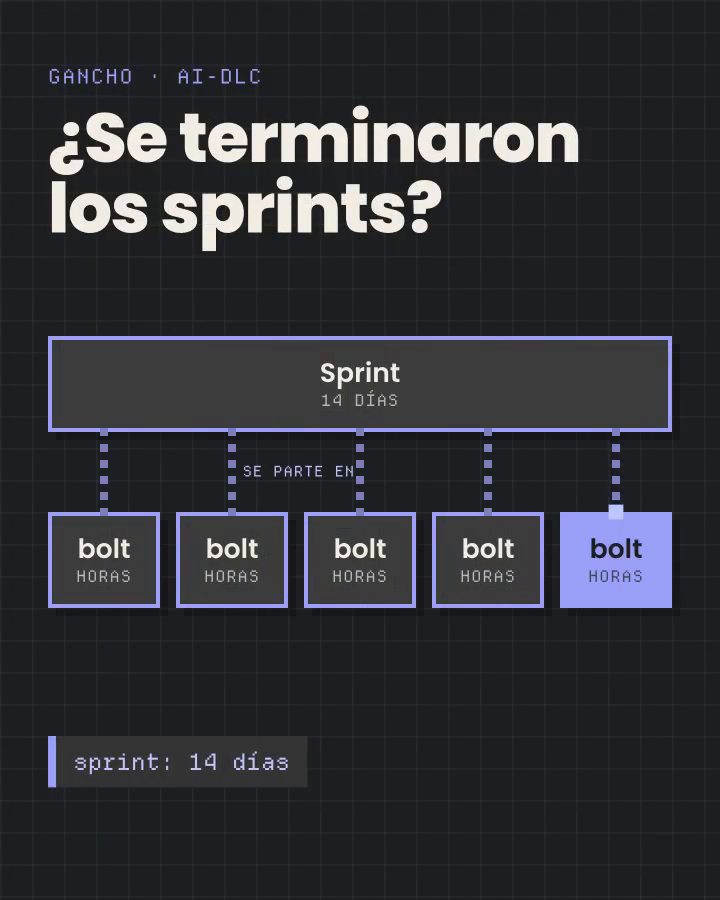 GANCHO · AI-DLC
¿Se terminaron
los sprints?
Sprint
14 DÍAS
SE PARTE EN
bolt bolt bolt bolt bolt
HORAS HORAS HORAS HORAS HORAS
sprint: 14 días